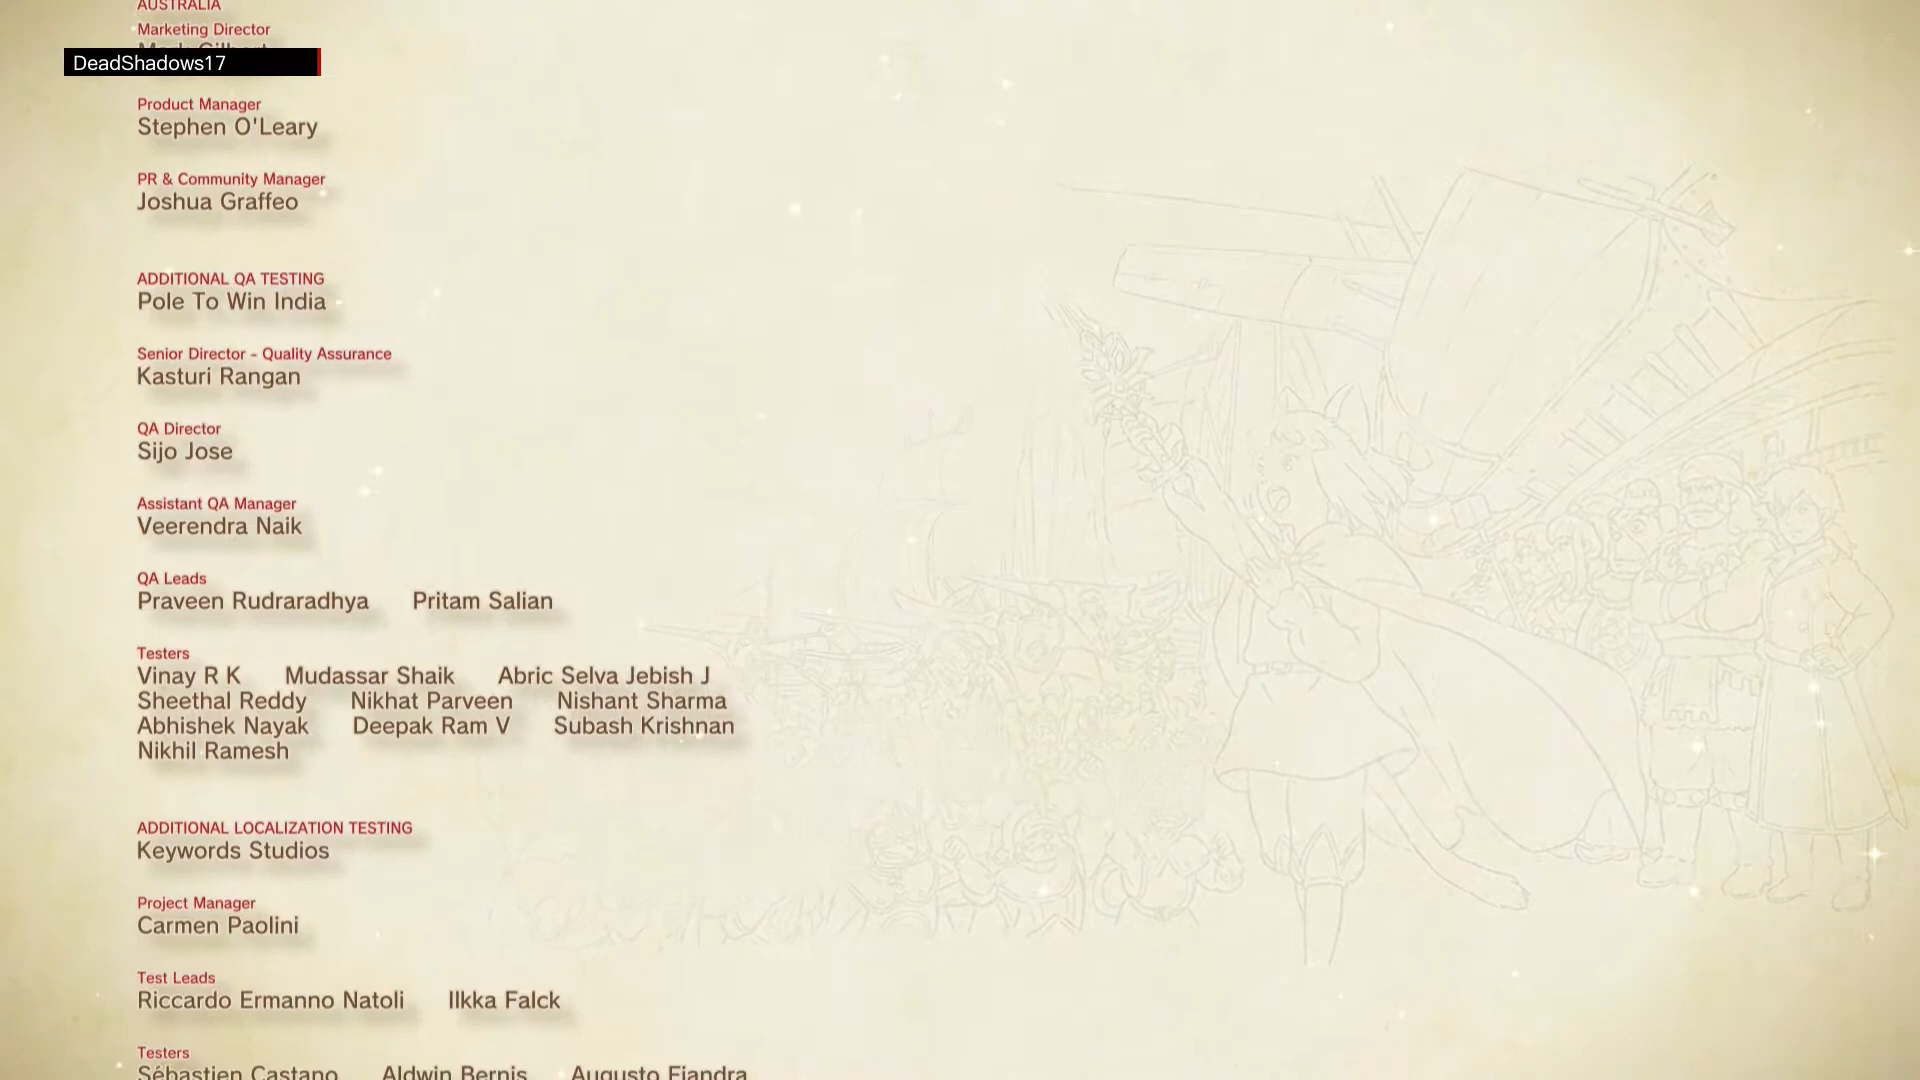 AUSTRALIA
Marketing Director
DeadShadows17
Product Manager
Stephen O'Leary
PR & Community Manager
Joshua Graffeo
ADDITIONAL QA TESTING
Pole To Win India
Senior Director - Quality Assurance
Kasturi Rangan
QA Director
Sijo Jose
Assistant QA Manager
Veerendra Naik
QA Leads
Praveen Rudraradhya Pritam Salian
Testers
Vinay R K Mudassar Shaik Abric Selva Jebish J
Sheethal Reddy Nikhat Parveen Nishant Sharma
Abhishek Nayak Deepak Ram V Subash Krishnan
Nikhil Ramesh
ADDITIONAL LOCALIZATION TESTING
Keywords Studios
Project Manager
Carmen Paolini
Test Leads
Riccardo Ermanno Natoli Ilkka Falck
Testers
Sébastien Castano Aldwin Bernis Augusto Fiandra